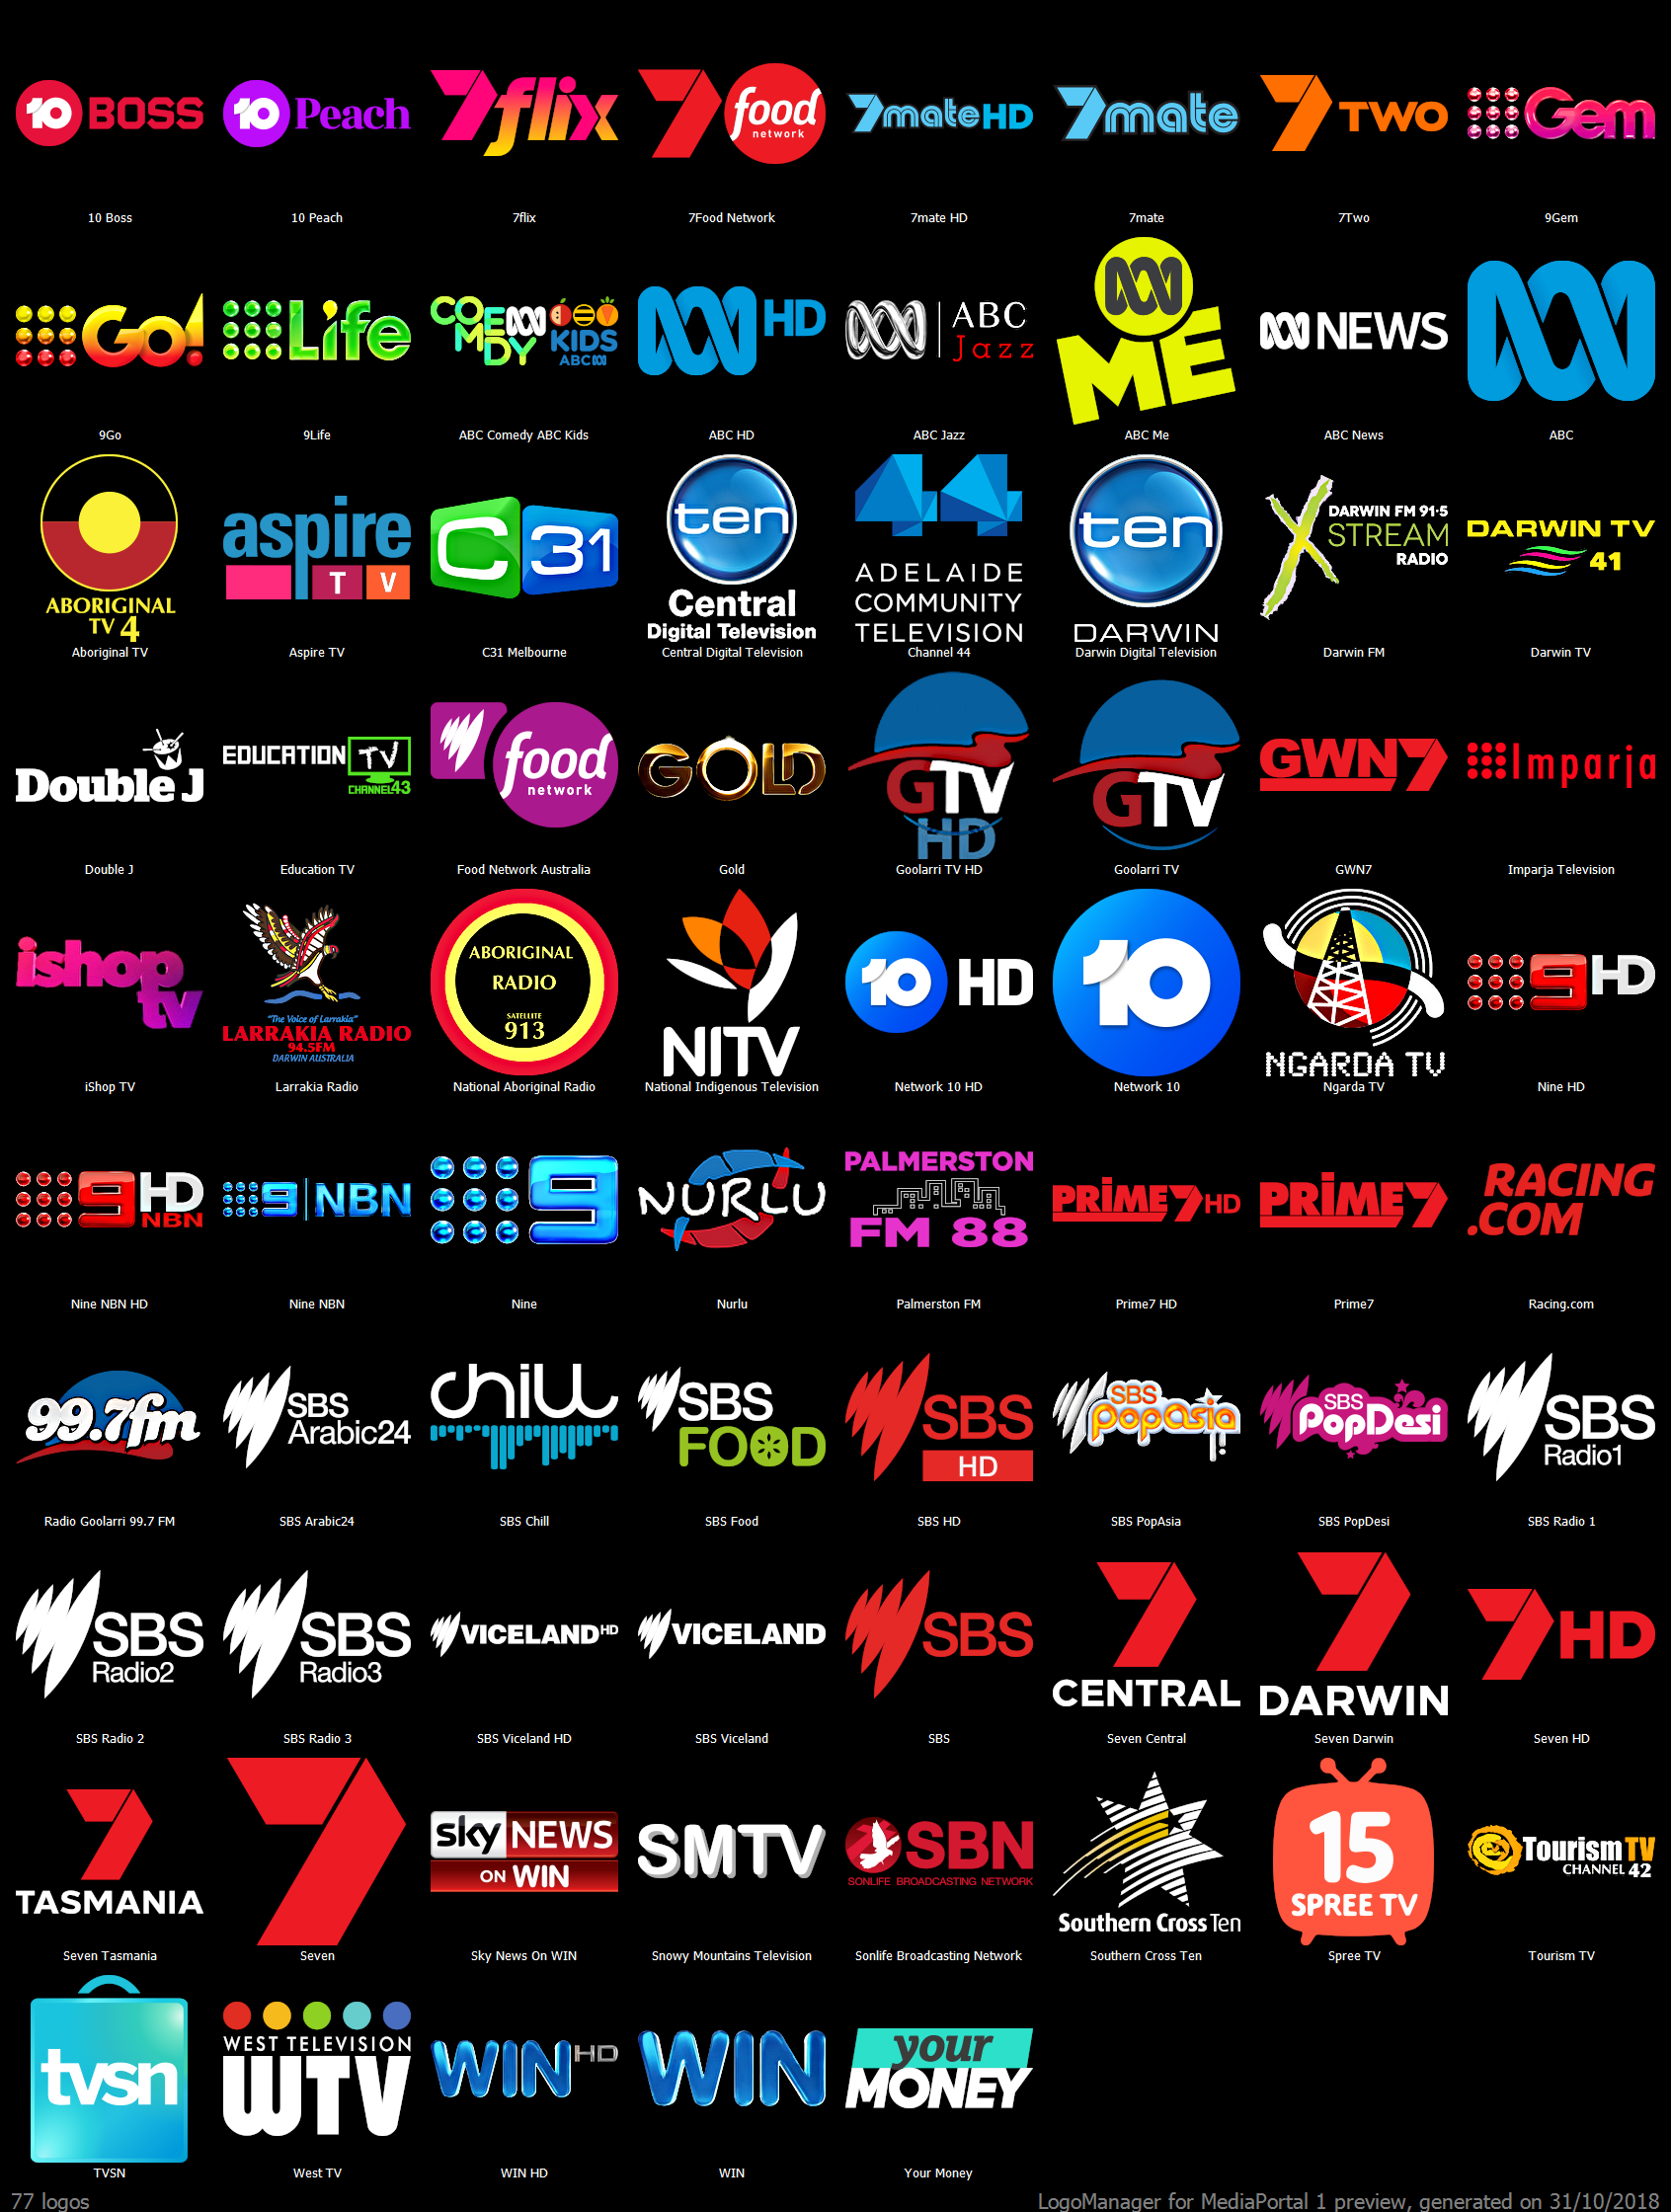 10 BOSS
10 Peach
7flix
7 food network
7mate HD
7mate
7 TWO
Gem
10 Boss
10 Peach
7flix
7Food Network
7mate HD
7mate
7Two
9Gem
Go!
Life
COMEDY KIDS ABC
HD
ABC Jazz
ME
NEWS
9Go
9Life
ABC Comedy ABC Kids
ABC HD
ABC Jazz
ABC Me
ABC News
ABC
ABORIGINAL TV 4
aspire TV
C 31
ten Central Digital Television
44 ADELAIDE COMMUNITY TELEVISION
ten DARWIN
DARWIN FM 91·5 XSTREAM RADIO
DARWIN TV 41
Aboriginal TV
Aspire TV
C31 Melbourne
Central Digital Television
Channel 44
Darwin Digital Television
Darwin FM
Darwin TV
Double J
EDUCATION TV CHANNEL43
food network
GOLD
GTV HD
GTV
GWN7
Imparja
Double J
Education TV
Food Network Australia
Gold
Goolarri TV HD
Goolarri TV
GWN7
Imparja Television
ishop tv
"The Voice of Larrakia" LARRAKIA RADIO 94.5FM DARWIN AUSTRALIA
ABORIGINAL RADIO SATELLITE 913
NITV
10 HD
10
NGARDA TV
9 HD
iShop TV
Larrakia Radio
National Aboriginal Radio
National Indigenous Television
Network 10 HD
Network 10
Ngarda TV
Nine HD
9 HD NBN
9 NBN
9
NURLU
PALMERSTON FM 88
PRIME7 HD
PRIME7
RACING.COM
Nine NBN HD
Nine NBN
Nine
Nurlu
Palmerston FM
Prime7 HD
Prime7
Racing.com
99.7fm
SBS Arabic24
chill
SBS FOOD
SBS HD
SBS popasia
SBS PopDesi
SBS Radio1
Radio Goolarri 99.7 FM
SBS Arabic24
SBS Chill
SBS Food
SBS HD
SBS PopAsia
SBS PopDesi
SBS Radio 1
SBS Radio2
SBS Radio3
VICELAND HD
VICELAND
SBS
7 CENTRAL
7 DARWIN
7 HD
SBS Radio 2
SBS Radio 3
SBS Viceland HD
SBS Viceland
SBS
Seven Central
Seven Darwin
Seven HD
7 TASMANIA
7
sky NEWS ON WIN
SMTV
SBN SONLIFE BROADCASTING NETWORK
Southern Cross Ten
15 SPREE TV
Tourism TV CHANNEL 42
Seven Tasmania
Seven
Sky News On WIN
Snowy Mountains Television
Sonlife Broadcasting Network
Southern Cross Ten
Spree TV
Tourism TV
tvsn
WEST TELEVISION WTV
WIN HD
WIN
your MONEY
TVSN
West TV
WIN HD
WIN
Your Money
77 logos
LogoManager for MediaPortal 1 preview, generated on 31/10/2018